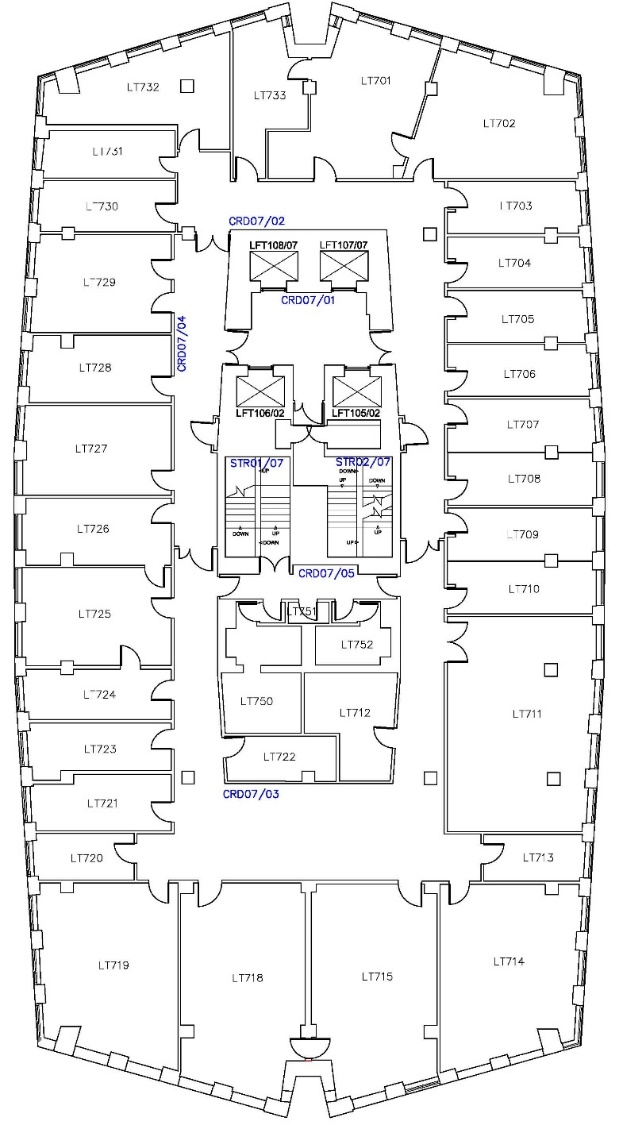 LT701
LT732
LT733
LT702
LT731
LT730
LT703
CRD07/02
LFT108/07 LFT107/07
LT704
LT729
CRD07/01
LT705
CRD07/04
LT728
LT706
LFT106/02 LFT105/02
LT707
LT727
STR01/07 STR02/07
UP DOWN
UP DOWN
LT708
LT726
DOWN UP UP
LT709
DOWN UP
CRD07/05
LT710
LT725
LT751
LT752
LT724
LT750
LT712
LT711
LT723
LT722
CRD07/03
LT721
LT720
LT713
LT719
LT718
LT715
LT714